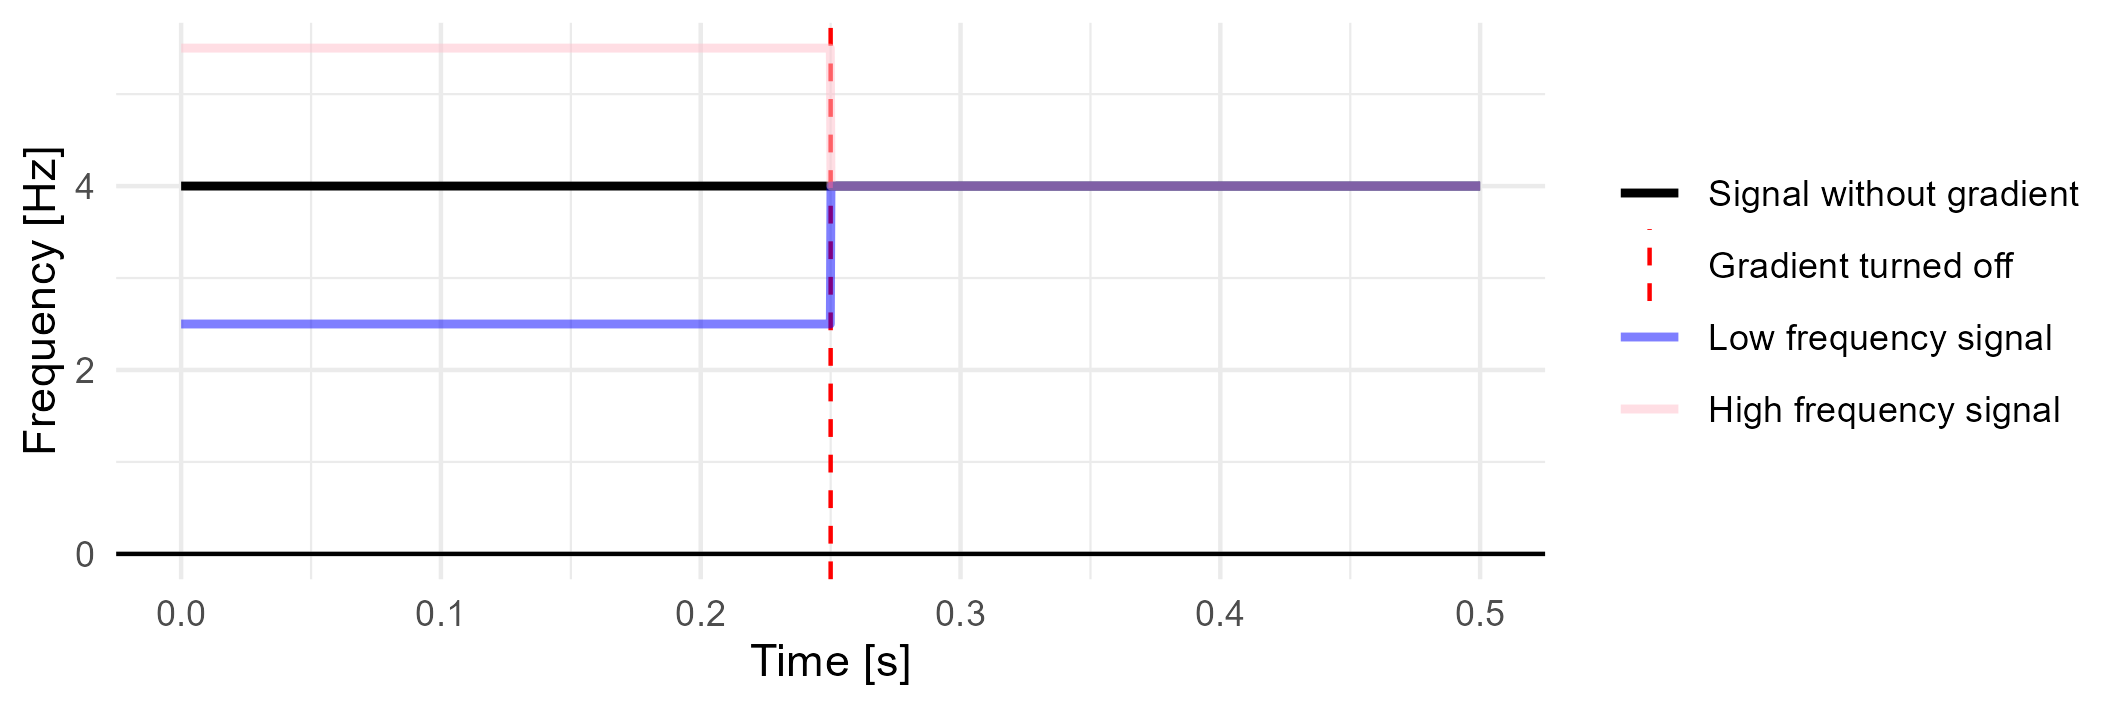 Frequency [Hz]
4
2
0
0.0 0.1 0.2 0.3 0.4 0.5
Time [s]
Signal without gradient
Gradient turned off
Low frequency signal
High frequency signal